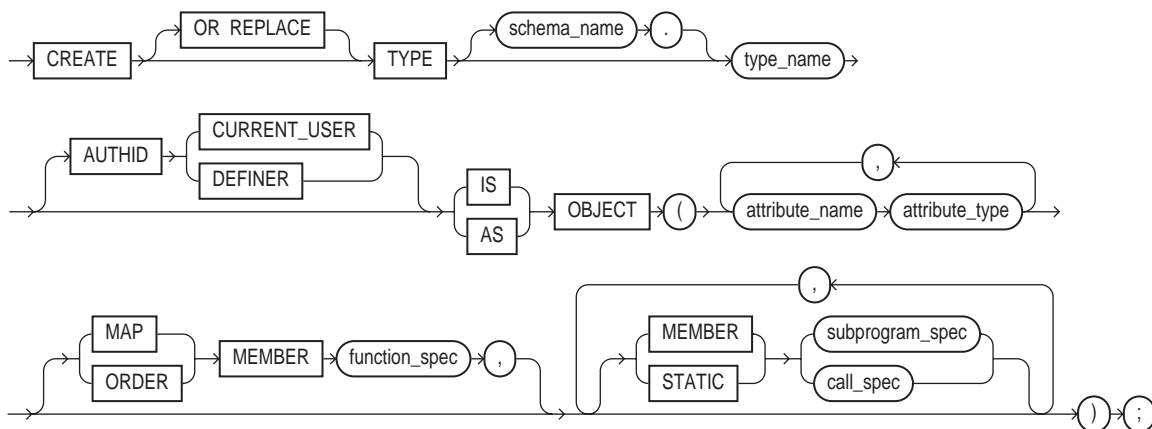 OR REPLACE schema_name .
CREATE TYPE type_name
CURRENT_USER ,
AUTHID
DEFINER IS
OBJECT ( attribute_name attribute_type
AS
,
MAP MEMBER subprogram_spec
MEMBER function_spec ,
ORDER STATIC call_spec
) ;